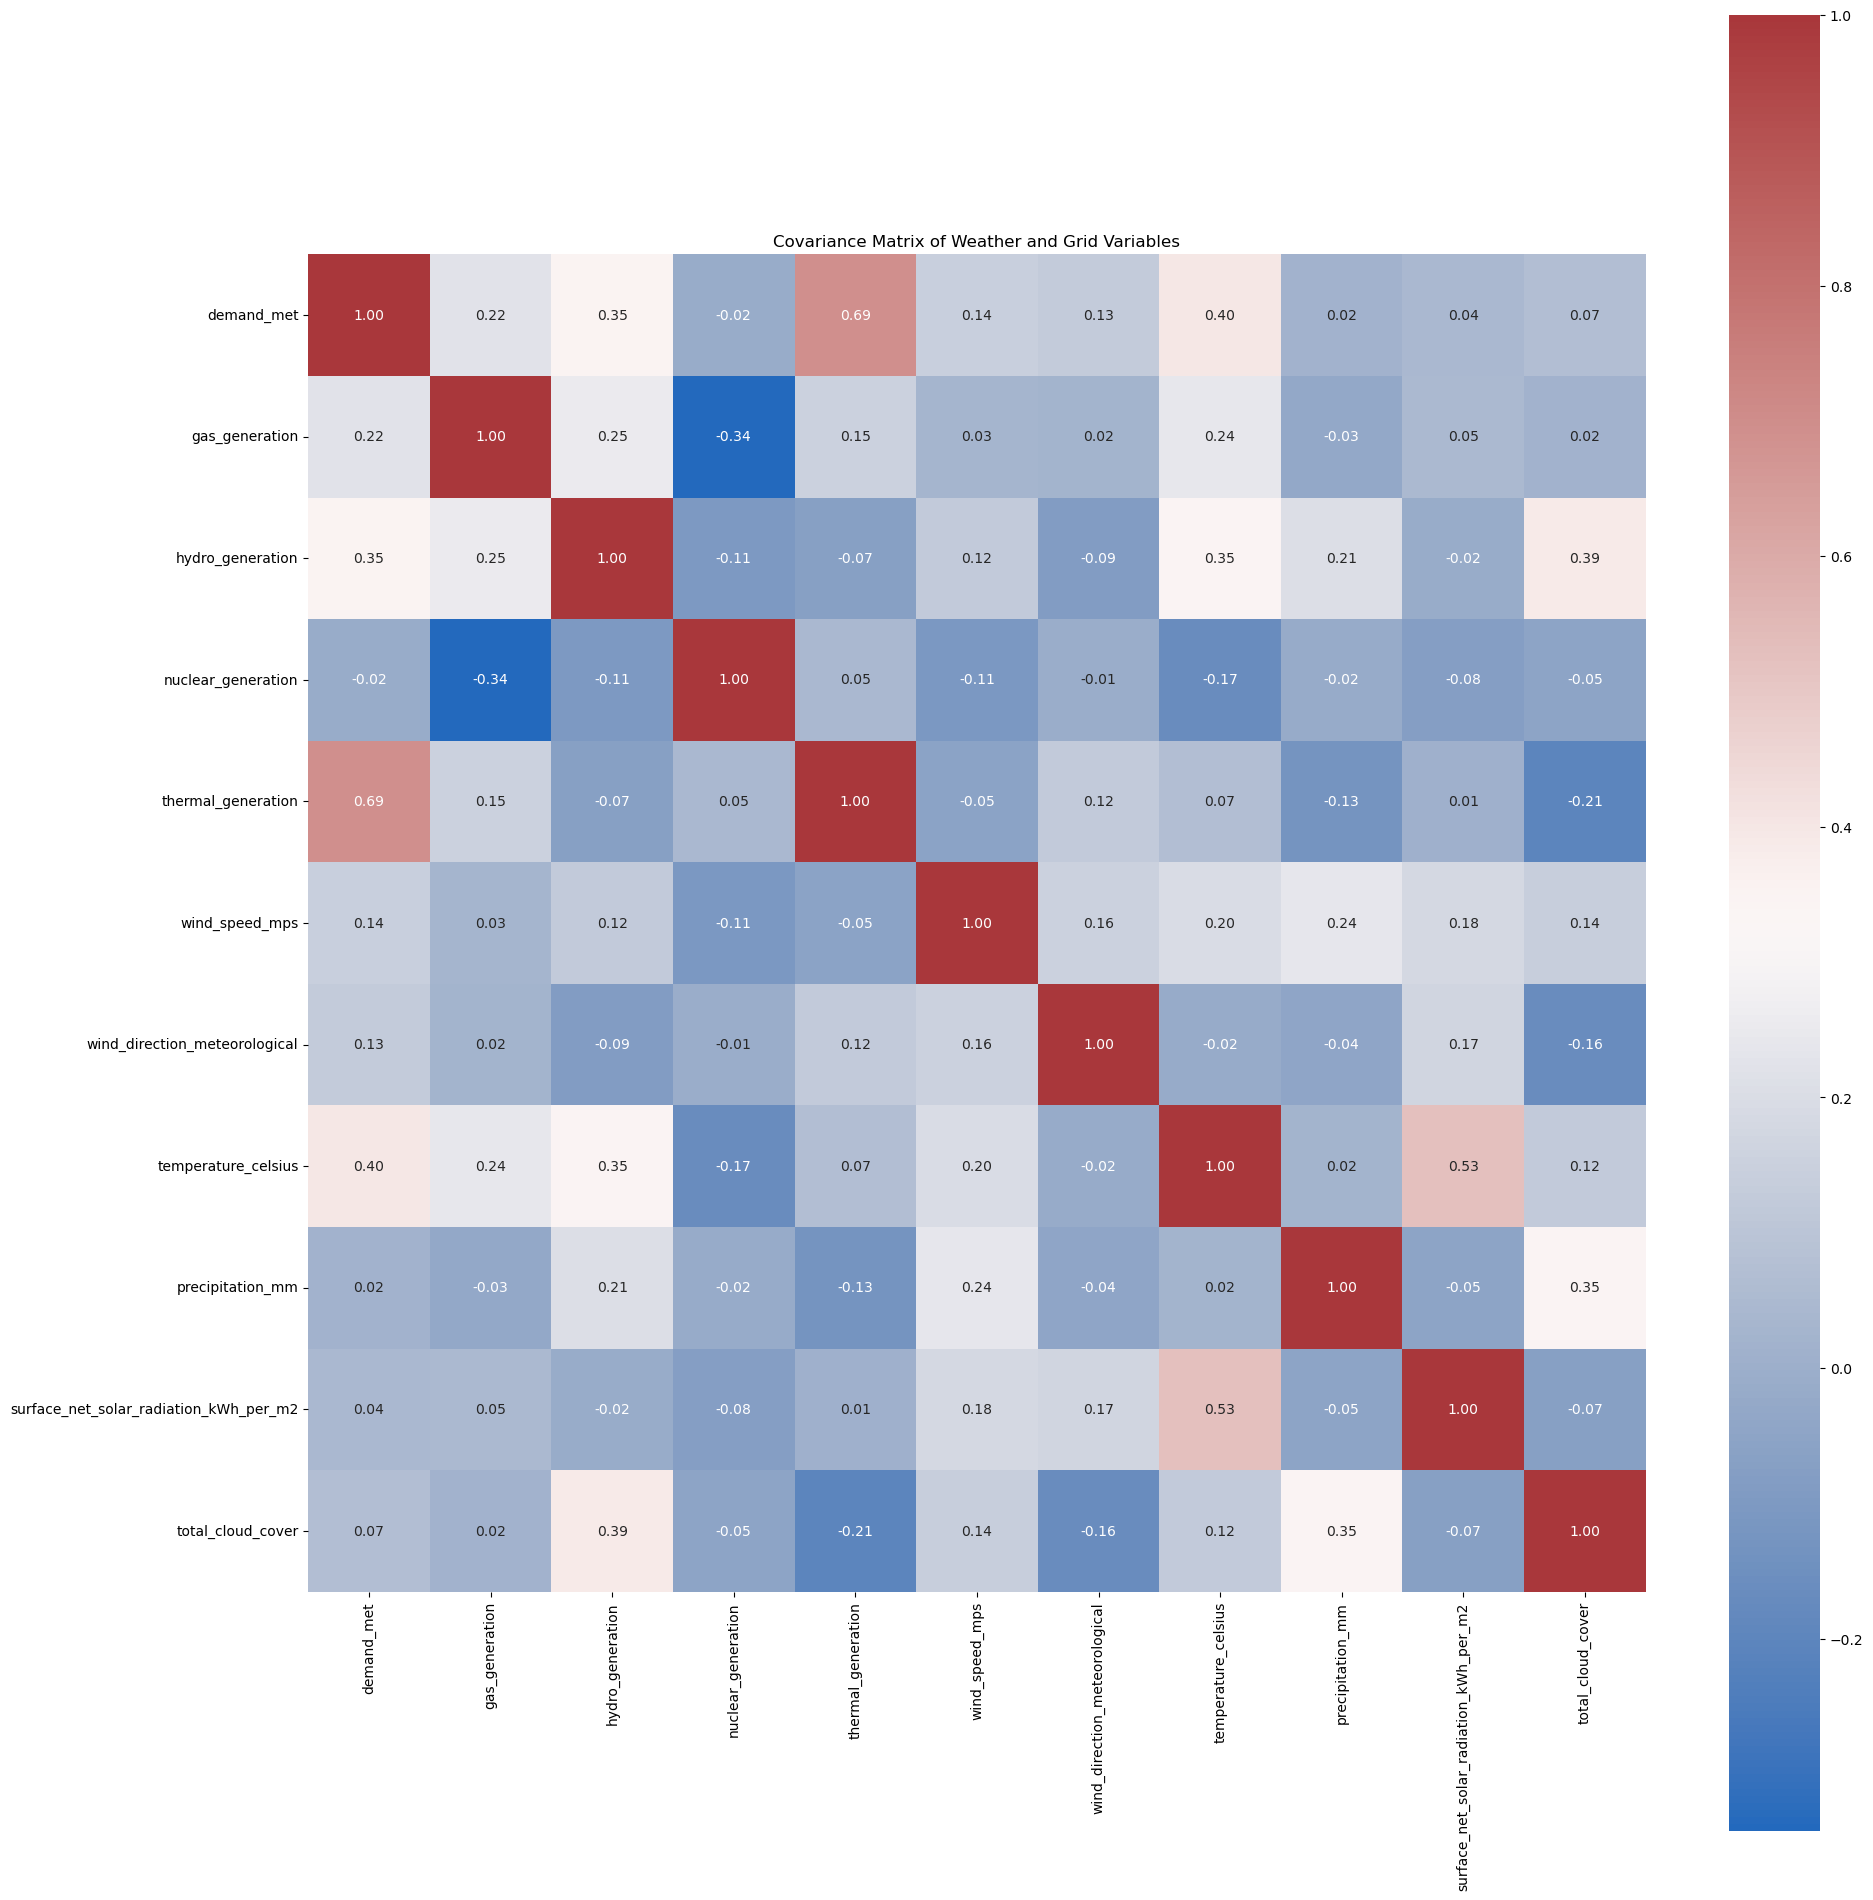 Covariance Matrix of Weather and Grid Variables
demand_met 1.00 0.22 0.35 -0.02 0.69 0.14 0.13 0.40 0.02 0.04 0.07
gas_generation 0.22 1.00 0.25 -0.34 0.15 0.03 0.02 0.24 -0.03 0.05 0.02
hydro_generation 0.35 0.25 1.00 -0.11 -0.07 0.12 -0.09 0.35 0.21 -0.02 0.39
nuclear_generation -0.02 -0.34 -0.11 1.00 0.05 -0.11 -0.01 -0.17 -0.02 -0.08 -0.05
thermal_generation 0.69 0.15 -0.07 0.05 1.00 -0.05 0.12 0.07 -0.13 0.01 -0.21
wind_speed_mps 0.14 0.03 0.12 -0.11 -0.05 1.00 0.16 0.20 0.24 0.18 0.14
wind_direction_meteorological 0.13 0.02 -0.09 -0.01 0.12 0.16 1.00 -0.02 -0.04 0.17 -0.16
temperature_celsius 0.40 0.24 0.35 -0.17 0.07 0.20 -0.02 1.00 0.02 0.53 0.12
precipitation_mm 0.02 -0.03 0.21 -0.02 -0.13 0.24 -0.04 0.02 1.00 -0.05 0.35
surface_net_solar_radiation_kWh_per_m2 0.04 0.05 -0.02 -0.08 0.01 0.18 0.17 0.53 -0.05 1.00 -0.07
total_cloud_cover 0.07 0.02 0.39 -0.05 -0.21 0.14 -0.16 0.12 0.35 -0.07 1.00
demand_met
gas_generation
hydro_generation
nuclear_generation
thermal_generation
wind_speed_mps
wind_direction_meteorological
temperature_celsius
precipitation_mm
surface_net_solar_radiation_kWh_per_m2
total_cloud_cover
1.0
0.8
0.6
0.4
0.2
0.0
−0.2